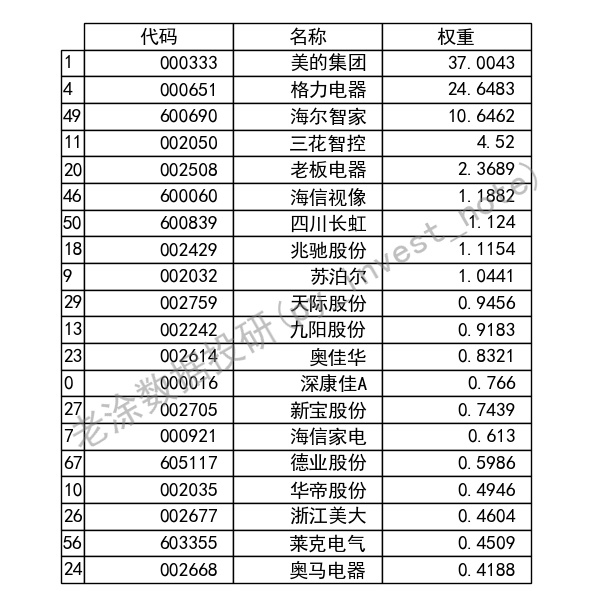 代码 名称 权重
1 000333 美的集团 37.0043
4 000651 格力电器 24.6483
49 600690 海尔智家 10.6462
11 002050 三花智控 4.52
20 002508 老板电器 2.3689
46 600060 海信视像 1.1882
50 600839 四川长虹 1.124
18 002429 兆驰股份 1.1154
9 002032 苏泊尔 1.0441
29 002759 天际股份 0.9456
13 002242 九阳股份 0.9183
23 002614 奥佳华 0.8321
0 000016 深康佳A 0.766
27 002705 新宝股份 0.7439
7 000921 海信家电 0.613
67 605117 德业股份 0.5986
10 002035 华帝股份 0.4946
26 002677 浙江美大 0.4604
56 603355 莱克电气 0.4509
24 002668 奥马电器 0.4188
老涂数据投研(py_invest_note)